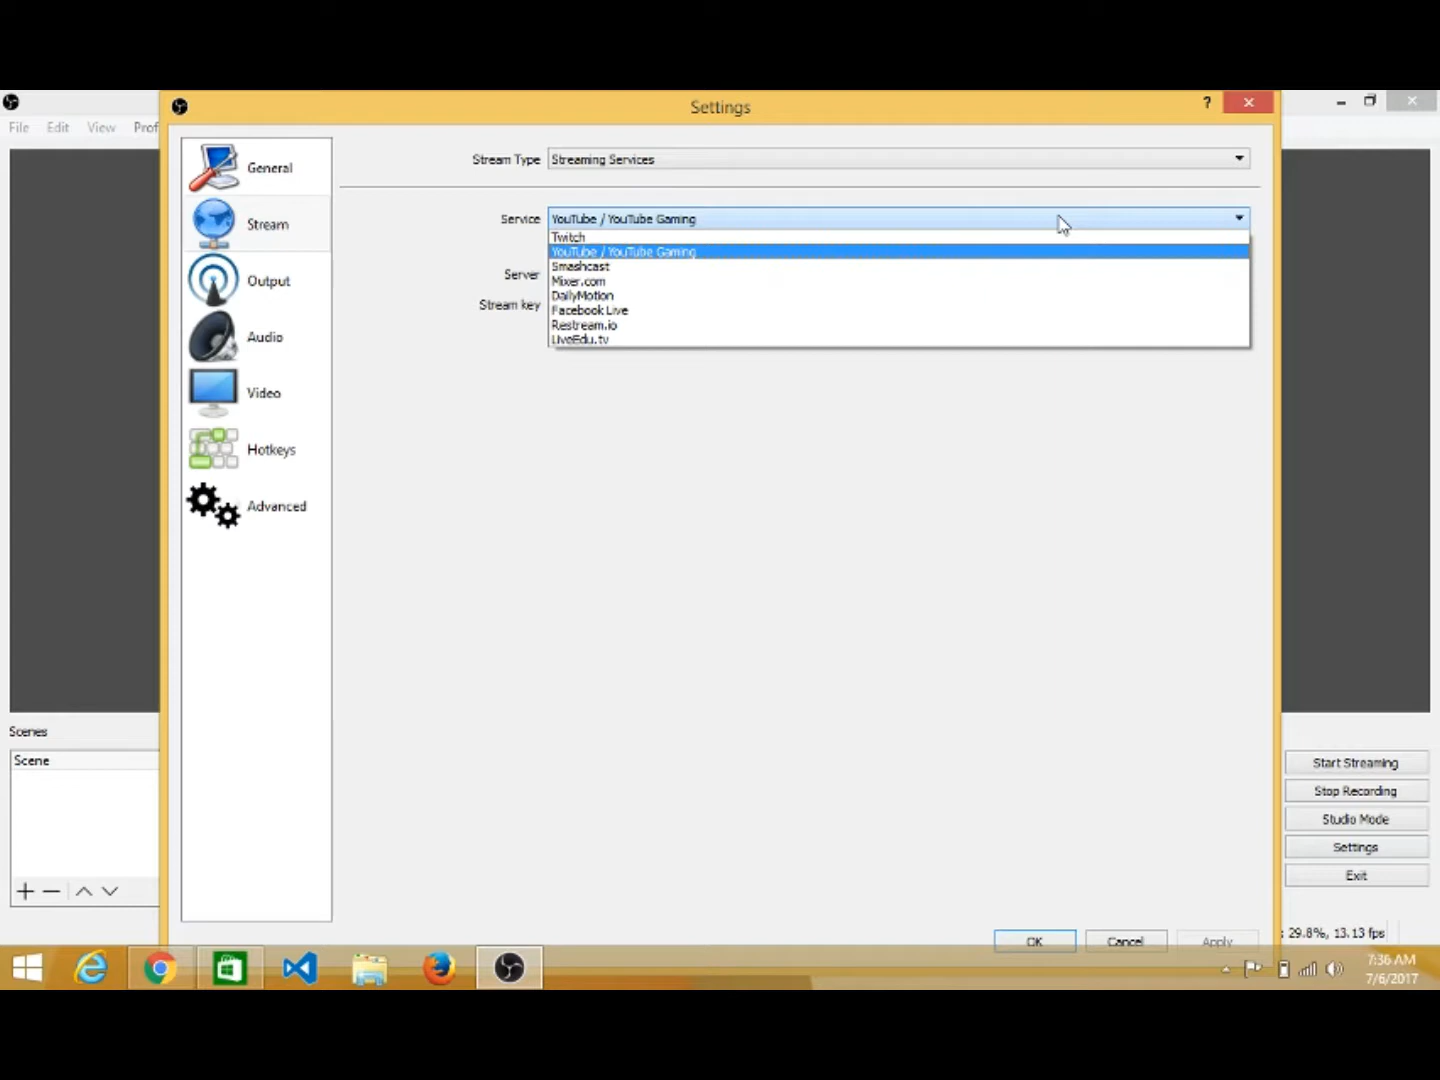 Settings
?
File Edit View Prof
General
Stream
Output
Audio
Video
Hotkeys
Advanced
Stream Type Streaming Services
Service YouTube / YouTube Gaming
Twitch
YouTube / YouTube Gaming
Smashcast
Mixer.com
DailyMotion
Facebook Live
Restream.io
LiveEdu.tv
Server
Stream key
Scenes
Scene
Start Streaming
Stop Recording
Studio Mode
Settings
Exit
OK Cancel Apply
: 29.8%, 13.13 fps
7:36 AM
7/6/2017